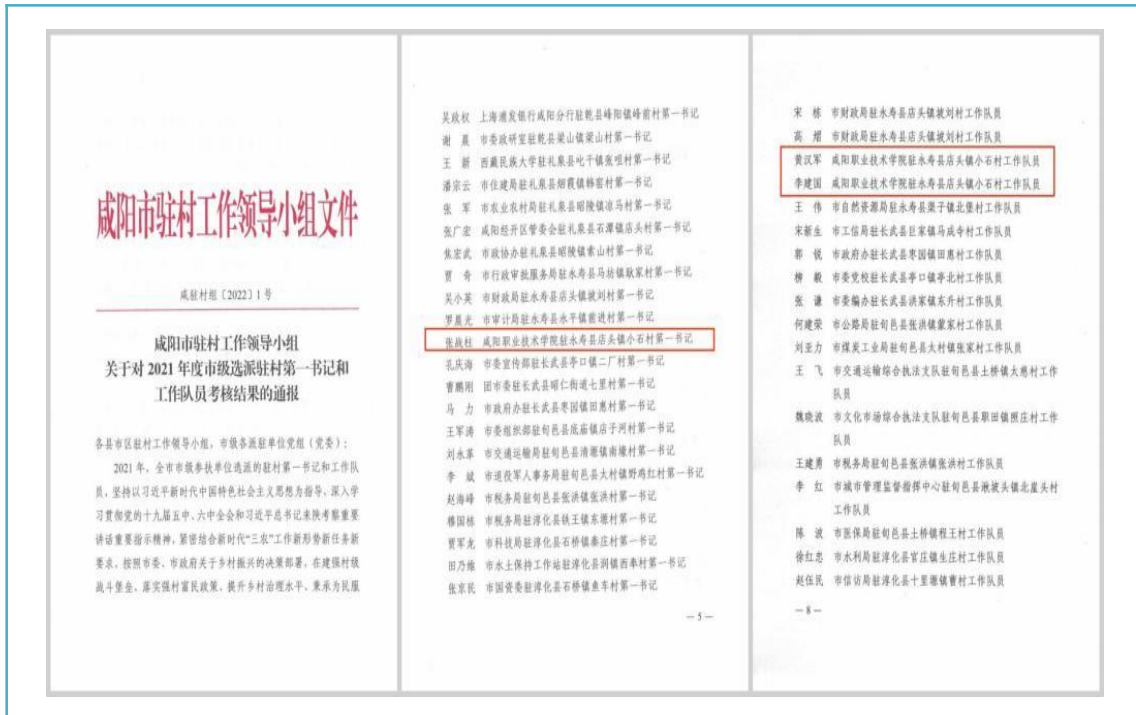 咸阳市驻村工作领导小组文件
咸驻村组〔2022〕1号
咸阳市驻村工作领导小组
关于对2021年度市级选派驻村第一书记和
工作队员考核结果的通报
各县市区驻村工作领导小组，市级各派驻单位党组（党委）：
2021年，全市市级参扶单位选派的驻村第一书记和工作队
员，坚持以习近平新时代中国特色社会主义思想为指导，深入学
习贯彻党的十九届五中、六中全会和习近平总书记来陕考察重要
讲话重要指示精神，紧密结合新时代“三农”工作新形势新任务新
要求，按照市委、市政府关于乡村振兴的决策部署，在建强村级
战斗堡垒、落实强村富民政策、提升乡村治理水平、秉承为民服
吴政权 上海浦发银行咸阳分行驻乾县峰阳镇峰前村第一书记
谢晨 市委政研室驻乾县梁山镇梁山村第一书记
王新 西藏民族大学驻礼泉县叱干镇张咀村第一书记
潘宗云 市住建局驻礼泉县烟霞镇韩窑村第一书记
张军 市农业农村局驻礼泉县昭陵镇凉马村第一书记
张广宏 咸阳经开区管委会驻礼泉县石潭镇店头村第一书记
焦宏武 市政协办驻礼泉县昭陵镇索山村第一书记
贾奇 市行政审批服务局驻永寿县马坊镇耿家村第一书记
吴小英 市财政局驻永寿县店头镇坡刘村第一书记
罗晨光 市审计局驻永寿县永平镇前进村第一书记
张战柱 咸阳职业技术学院驻永寿县店头镇小石村第一书记
孔庆海 市委宣传部驻长武县亭口镇二厂村第一书记
曹鹏刚 团市委驻长武县昭仁街道七里村第一书记
马力 市政府办驻长武县枣园镇田惠村第一书记
王军涛 市委组织部驻旬邑县底庙镇店子河村第一书记
刘永革 市交通运输局驻旬邑县清塬镇南壕村第一书记
李斌 市退役军人事务局驻旬邑县太村镇野鸡红村第一书记
赵海峰 市税务局驻旬邑县张洪镇张洪村第一书记
穆国栋 市税务局驻淳化县铁王镇东塬村第一书记
贾军龙 市科技局驻淳化县石桥镇秦庄村第一书记
田乃维 市水土保持工作站驻淳化县润镇西奉村第一书记
张京民 市国资委驻淳化县石桥镇鱼车村第一书记
—5—
宋栋 市财政局驻永寿县店头镇坡刘村工作队员
高熠 市财政局驻永寿县店头镇坡刘村工作队员
黄汉军 咸阳职业技术学院驻永寿县店头镇小石村工作队员
李建国 咸阳职业技术学院驻永寿县店头镇小石村工作队员
王伟 市自然资源局驻永寿县渠子镇北堡村工作队员
宋新生 市工信局驻长武县巨家镇马成寺村工作队员
郭锐 市政府办驻长武县枣园镇田惠村工作队员
柳毅 市委党校驻长武县亭口镇亭北村工作队员
张谦 市委编办驻长武县洪家镇东升村工作队员
何建荣 市公路局驻旬邑县张洪镇蒙家村工作队员
刘亚力 市煤炭工业局驻旬邑县太村镇张家村工作队员
王飞 市交通运输综合执法支队驻旬邑县土桥镇太慈村工作
队员
魏晓波 市文化市场综合执法支队驻旬邑县职田镇照庄村工作
队员
王建勇 市税务局驻旬邑县张洪镇张洪村工作队员
李红 市城市管理监督指挥中心驻旬邑县湫坡头镇北崖头村
工作队员
陈波 市医保局驻旬邑县土桥镇程王村工作队员
徐红忠 市水利局驻淳化县官庄镇生庄村工作队员
赵伍民 市信访局驻淳化县十里塬镇曹村工作队员
—8—